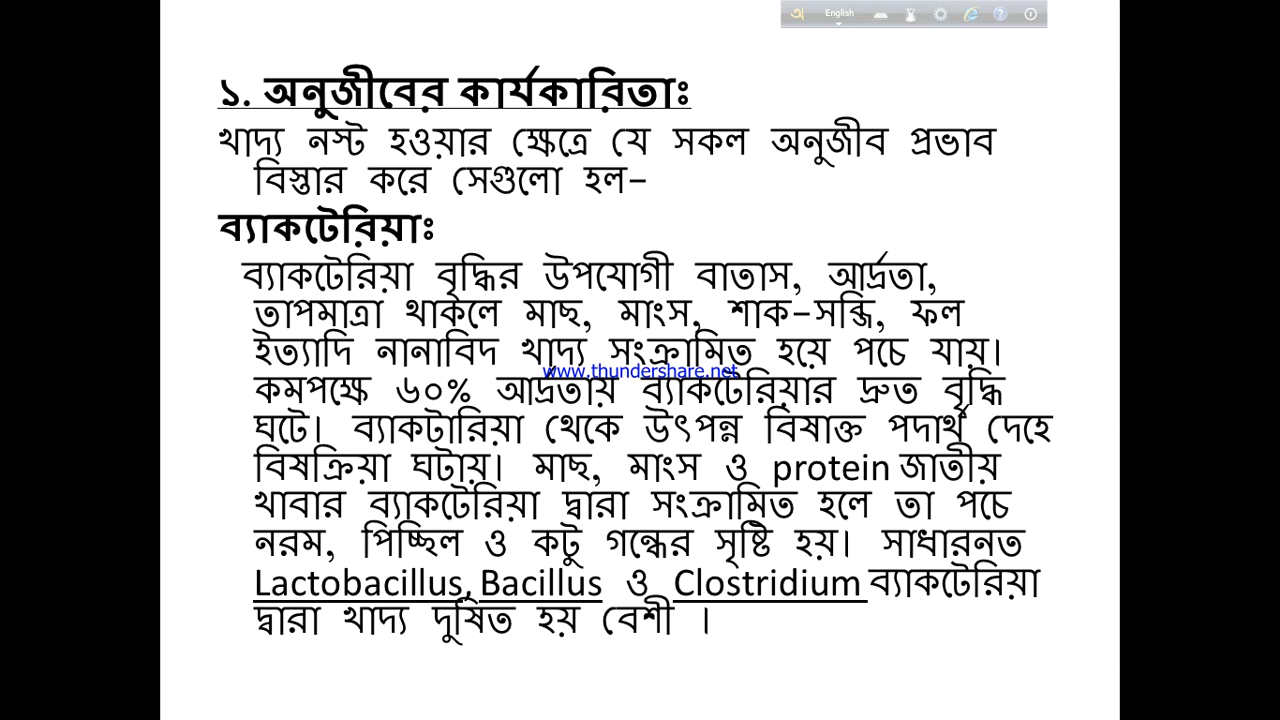 English
১. অনুজীবের কার্যকারিতাঃ
খাদ্য নস্ট হওয়ার ক্ষেত্রে যে সকল অনুজীব প্রভাব
বিস্তার করে সেগুলো হল–
ব্যাকটেরিয়াঃ
ব্যাকটেরিয়া বৃদ্ধির উপযোগী বাতাস, আর্দ্রতা,
তাপমাত্রা থাকলে মাছ, মাংস, শাক–সব্জি, ফল
ইত্যাদি নানাবিদ খাদ্য সংক্রামিত হয়ে পচে যায়।
www.thundershare.net
কমপক্ষে ৬০% আর্দ্রতায় ব্যাকটেরিয়ার দ্রুত বৃদ্ধি
ঘটে। ব্যাকটারিয়া থেকে উৎপন্ন বিষাক্ত পদার্থ দেহে
বিষক্রিয়া ঘটায়। মাছ, মাংস ও protein জাতীয়
খাবার ব্যাকটেরিয়া দ্বারা সংক্রামিত হলে তা পচে
নরম, পিচ্ছিল ও কটু গন্ধের সৃষ্টি হয়। সাধারনত
Lactobacillus, Bacillus ও Clostridium ব্যাকটেরিয়া
দ্বারা খাদ্য দুষিত হয় বেশী ।